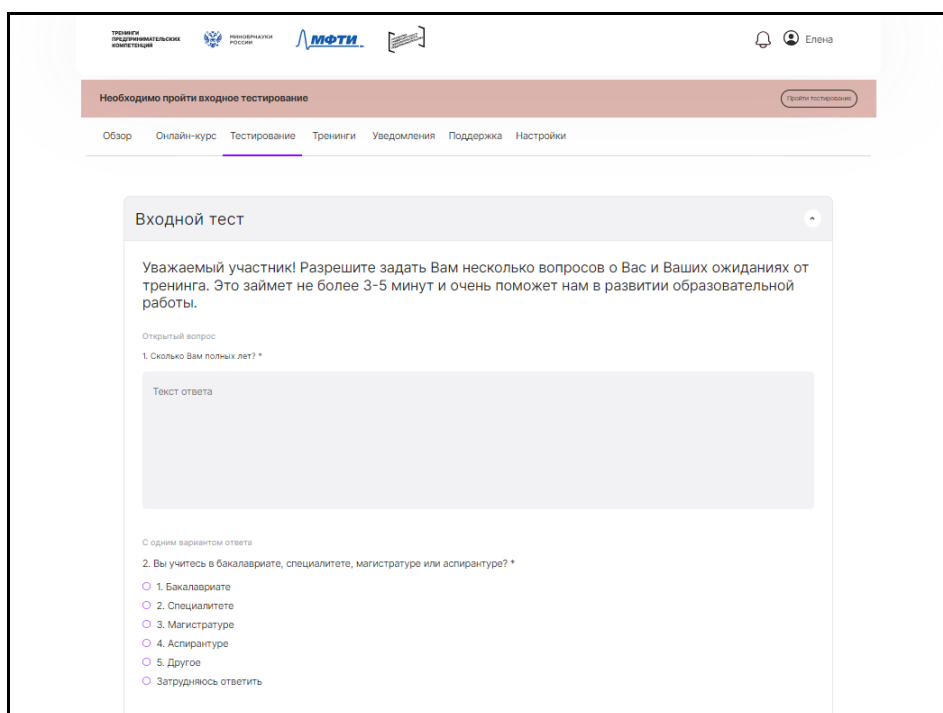 ТРЕНИНГИ
ПРЕДПРИНИМАТЕЛЬСКИХ
КОМПЕТЕНЦИЙ
МИНОБРНАУКИ
РОССИИ
МФТИ
Елена
Необходимо пройти входное тестирование
Пройти тестирование
Обзор Онлайн-курс Тестирование Тренинги Уведомления Поддержка Настройки
Входной тест
Уважаемый участник! Разрешите задать Вам несколько вопросов о Вас и Ваших ожиданиях от
тренинга. Это займет не более 3-5 минут и очень поможет нам в развитии образовательной
работы.
Открытый вопрос
1. Сколько Вам полных лет? *
Текст ответа
С одним вариантом ответа
2. Вы учитесь в бакалавриате, специалитете, магистратуре или аспирантуре? *
1. Бакалавриате
2. Специалитете
3. Магистратуре
4. Аспирантуре
5. Другое
Затрудняюсь ответить